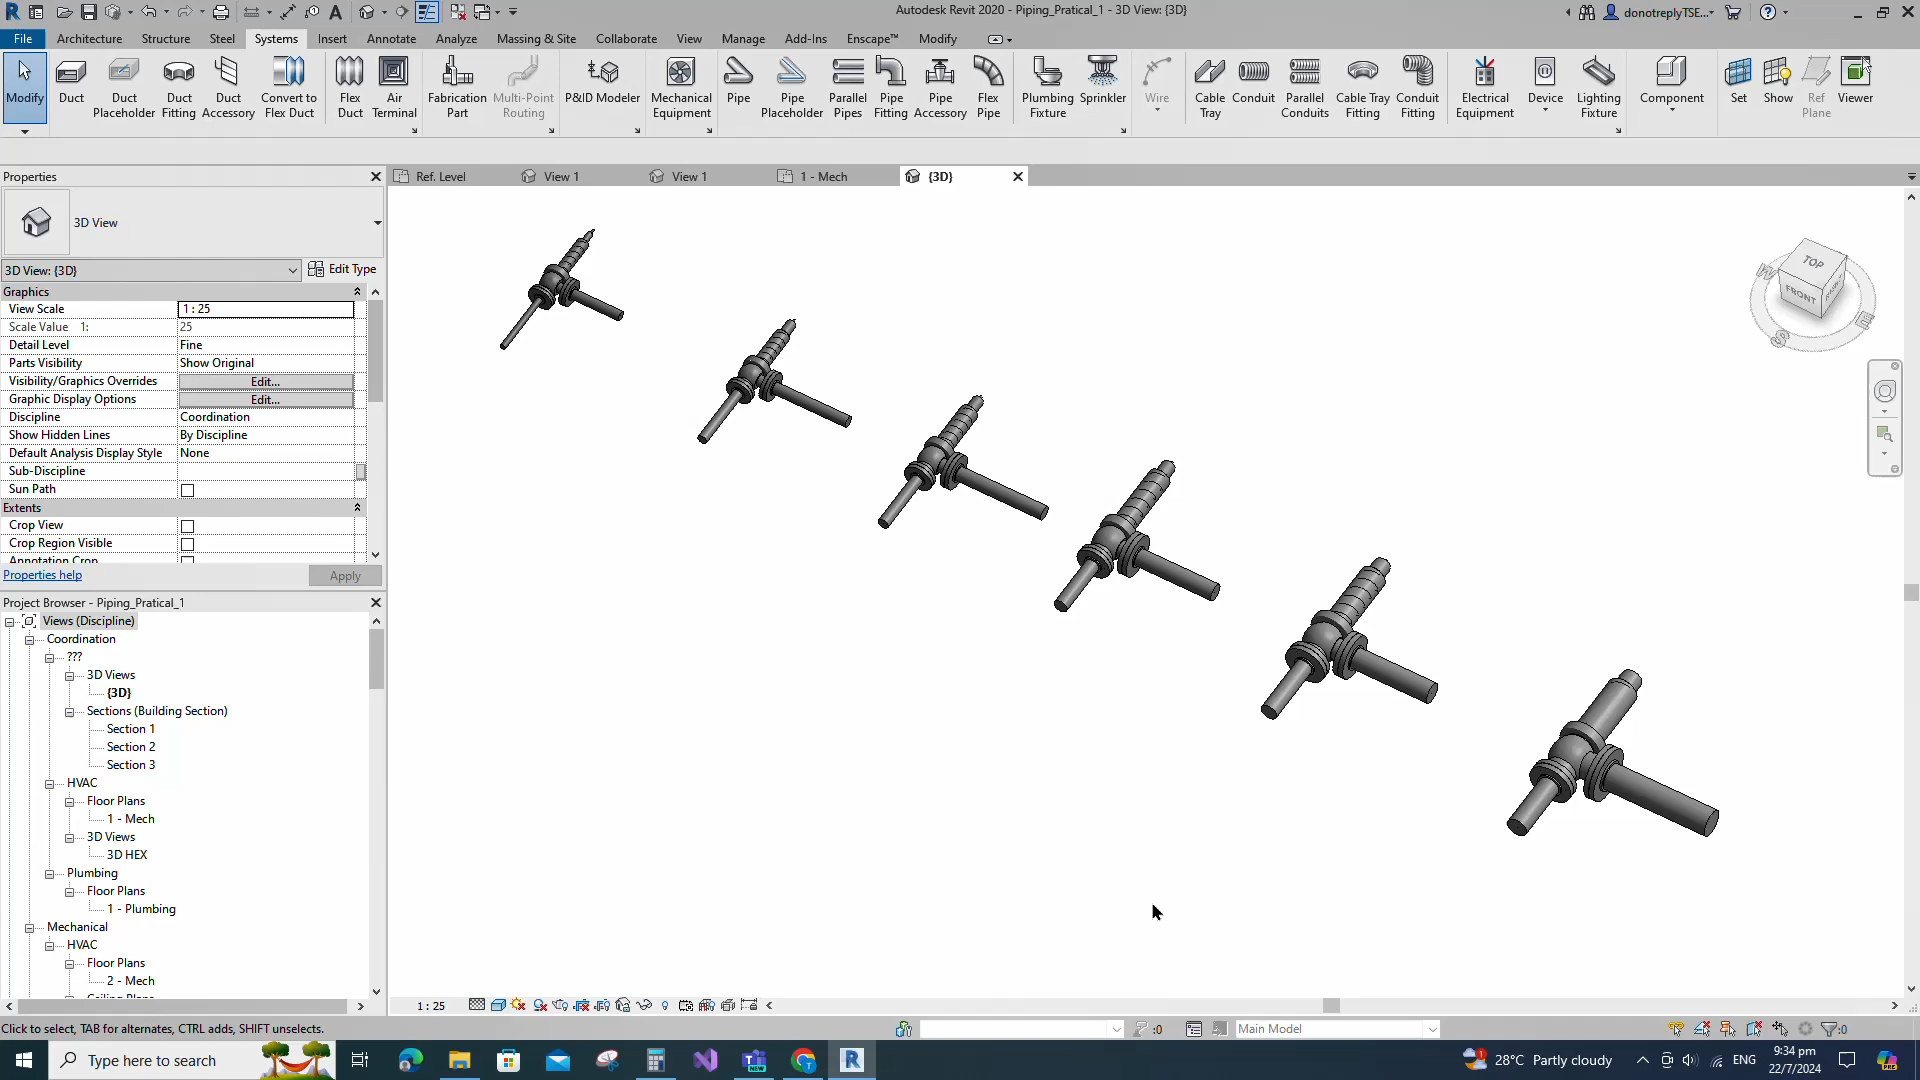 Autodesk Revit 2020 - Piping_Pratical_1 - 3D View: {3D}
donotreplyTSE...
File Architecture Structure Steel Systems Insert Annotate Analyze Massing & Site Collaborate View Manage Add-Ins Enscape™ Modify
Modify
Duct
Duct Placeholder
Duct Fitting
Duct Accessory
Convert to Flex Duct
Flex Duct
Air Terminal
Fabrication Part
Multi-Point Routing
P&ID Modeler
Mechanical Equipment
Pipe
Pipe Placeholder
Parallel Pipes
Pipe Fitting
Pipe Accessory
Flex Pipe
Plumbing Fixture
Sprinkler
Wire
Cable Tray
Conduit
Parallel Conduits
Cable Tray Fitting
Conduit Fitting
Electrical Equipment
Device
Lighting Fixture
Component
Set
Show
Ref Plane
Viewer
Properties
Ref. Level
View 1
View 1
1 - Mech
{3D}
3D View
3D View: {3D}
Edit Type
Graphics
View Scale 1 : 25
Scale Value 1: 25
Detail Level Fine
Parts Visibility Show Original
Visibility/Graphics Overrides Edit...
Graphic Display Options Edit...
Discipline Coordination
Show Hidden Lines By Discipline
Default Analysis Display Style None
Sub-Discipline
Sun Path
Extents
Crop View
Crop Region Visible
Annotation Crop
Properties help
Apply
TOP
FRONT
RIGHT
W
S
E
Project Browser - Piping_Pratical_1
Views (Discipline)
Coordination
???
3D Views
{3D}
Sections (Building Section)
Section 1
Section 2
Section 3
HVAC
Floor Plans
1 - Mech
3D Views
3D HEX
Plumbing
Floor Plans
1 - Plumbing
Mechanical
HVAC
Floor Plans
2 - Mech
Ceiling Plans
1 : 25
Click to select, TAB for alternates, CTRL adds, SHIFT unselects.
:0
Main Model
:0
Type here to search
NEW
1
28°C Partly cloudy
ENG
9:34 pm
22/7/2024
PRE